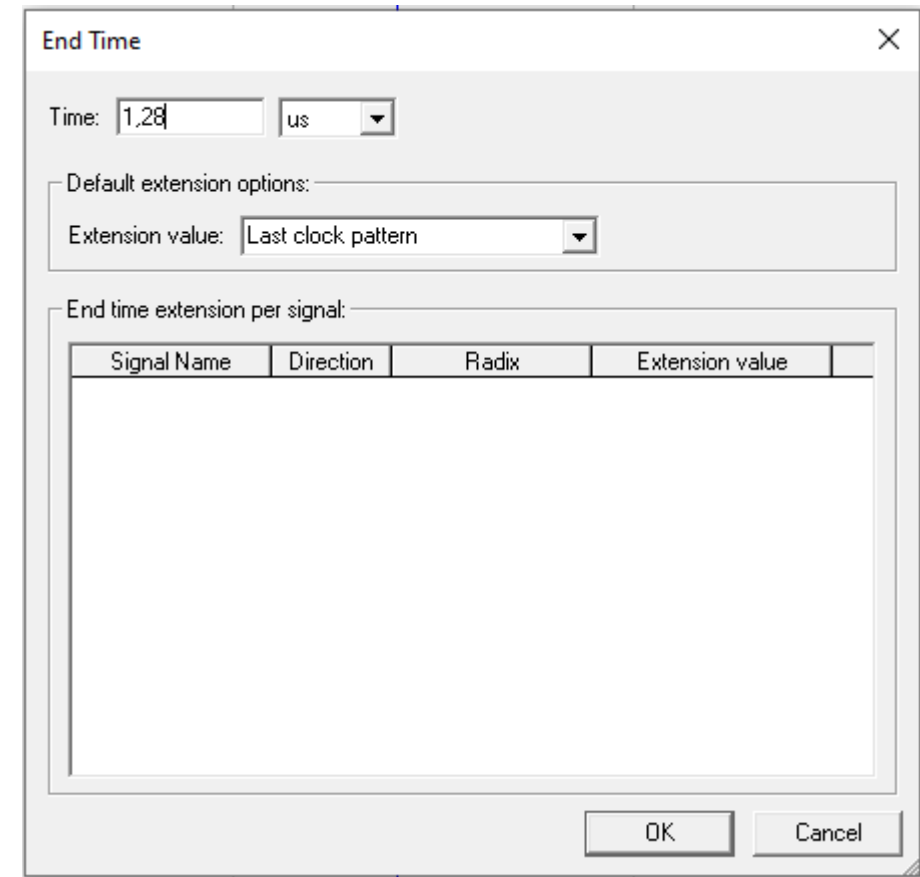 End Time
Time: 1,28 us
Default extension options:
Extension value: Last clock pattern
End time extension per signal:
Signal Name Direction Radix Extension value
OK Cancel